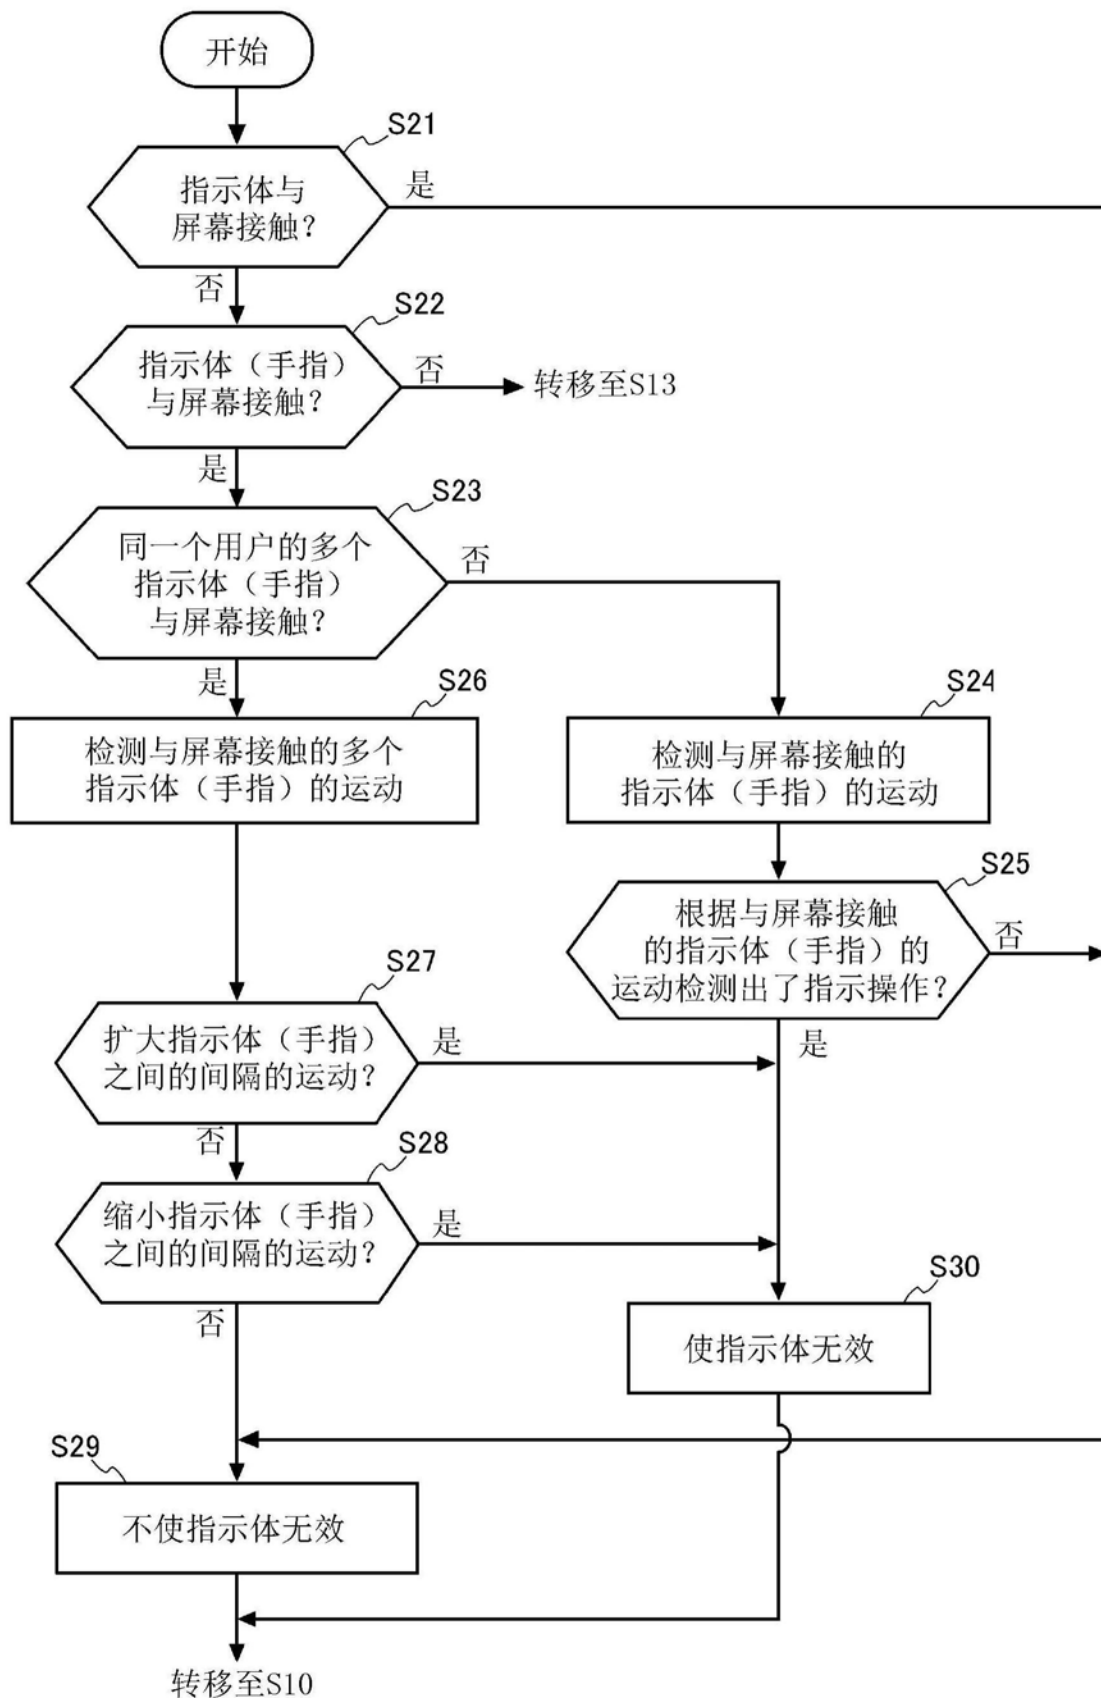 开始
S21
指示体与
屏幕接触？
是
否
S22
指示体（手指）
与屏幕接触？
否
转移至S13
是
S23
同一个用户的多个
指示体（手指）
与屏幕接触？
否
是
S26
检测与屏幕接触的多个
指示体（手指）的运动
S24
检测与屏幕接触的
指示体（手指）的运动
S25
根据与屏幕接触
的指示体（手指）的
运动检测出了指示操作？
否
是
S27
扩大指示体（手指）
之间的间隔的运动？
是
否
S28
缩小指示体（手指）
之间的间隔的运动？
是
否
S30
使指示体无效
S29
不使指示体无效
转移至S10